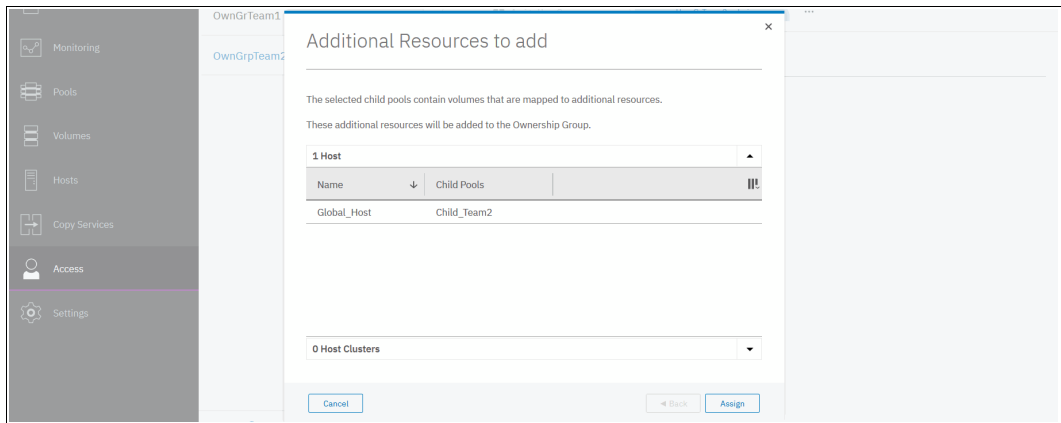 OwnGrTeam1
Monitoring
OwnGrpTeam2
Pools
Volumes
Hosts
Copy Services
Access
Settings
Additional Resources to add
The selected child pools contain volumes that are mapped to additional resources.
These additional resources will be added to the Ownership Group.
1 Host
Name Child Pools
Global_Host Child_Team2
0 Host Clusters
Cancel Back Assign